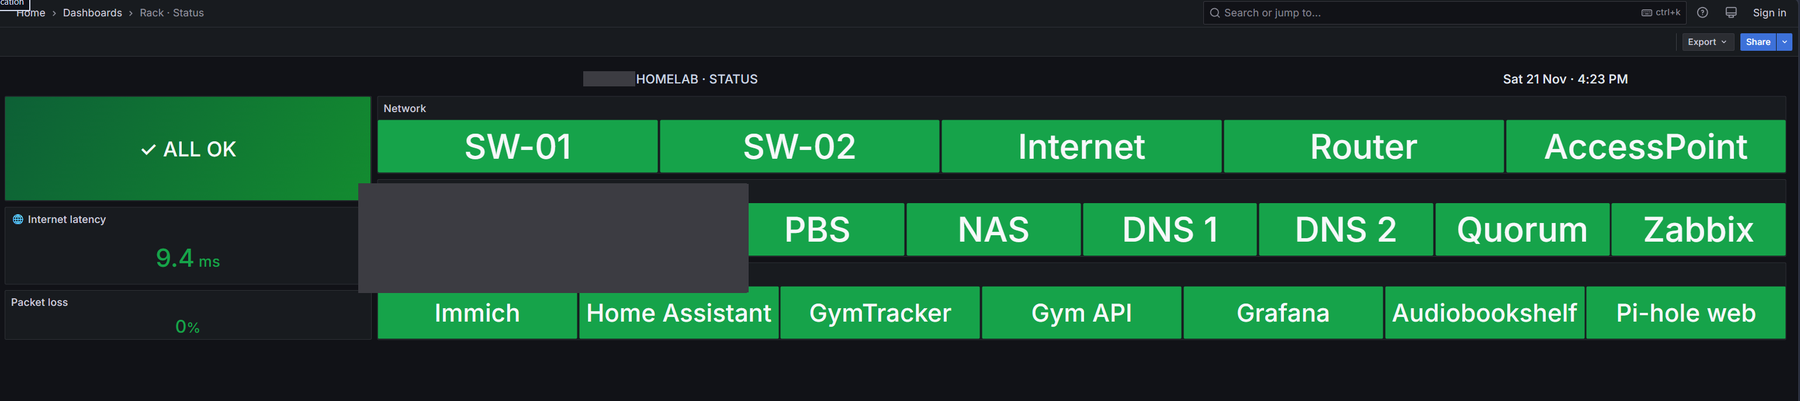 cation
Home › Dashboards › Rack · Status
Search or jump to...
ctrl+k
Sign in
Export
Share
HOMELAB · STATUS
Sat 21 Nov · 4:23 PM
✓ ALL OK
Network
SW-01
SW-02
Internet
Router
AccessPoint
Internet latency
9.4 ms
PBS
NAS
DNS 1
DNS 2
Quorum
Zabbix
Packet loss
0%
Immich
Home Assistant
GymTracker
Gym API
Grafana
Audiobookshelf
Pi-hole web